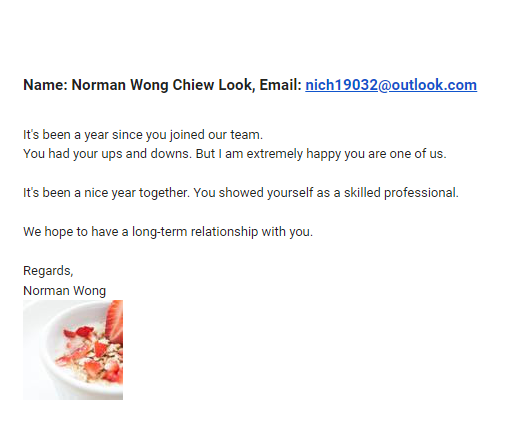 Name: Norman Wong Chiew Look, Email: nich19032@outlook.com
It's been a year since you joined our team.
You had your ups and downs. But I am extremely happy you are one of us.
It's been a nice year together. You showed yourself as a skilled professional.
We hope to have a long-term relationship with you.
Regards,
Norman Wong